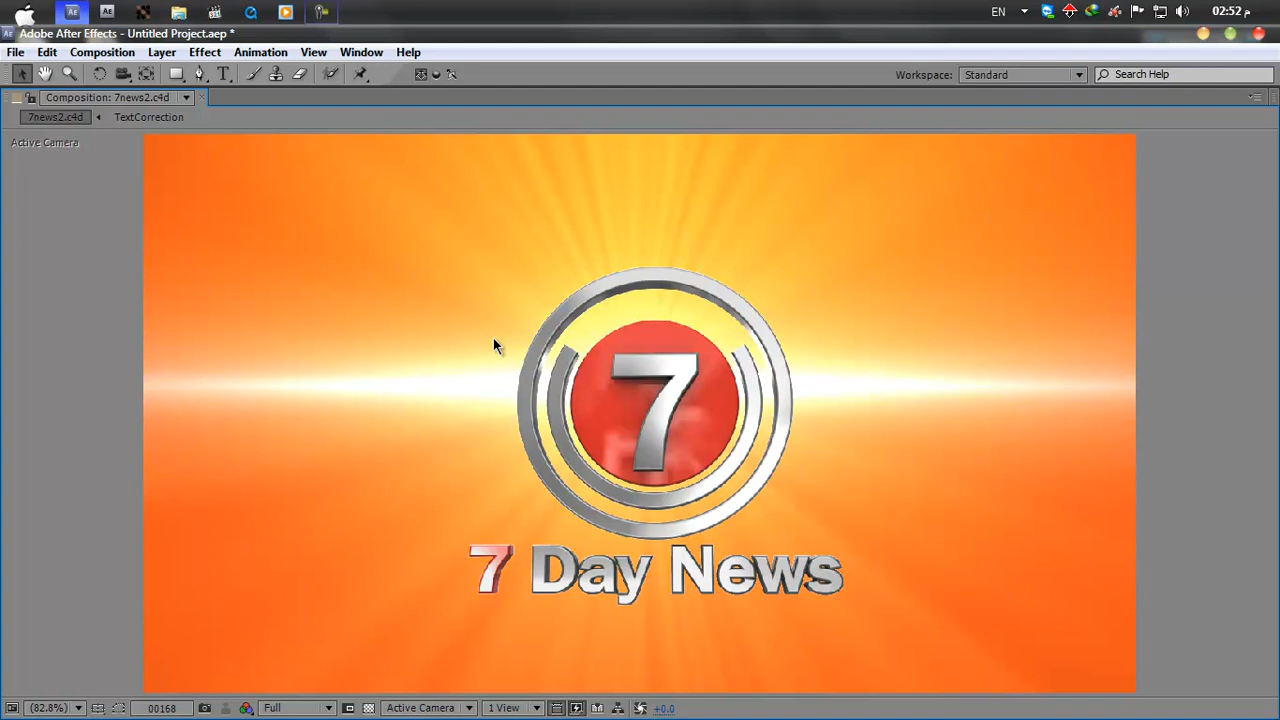 EN
02:52 م
Adobe After Effects - Untitled Project.aep *
File Edit Composition Layer Effect Animation View Window Help
Workspace: Standard Search Help
Composition: 7news2.c4d
7news2.c4d TextCorrection
Active Camera
7
7 Day News
(82.8%) 00168 Full Active Camera 1 View +0.0